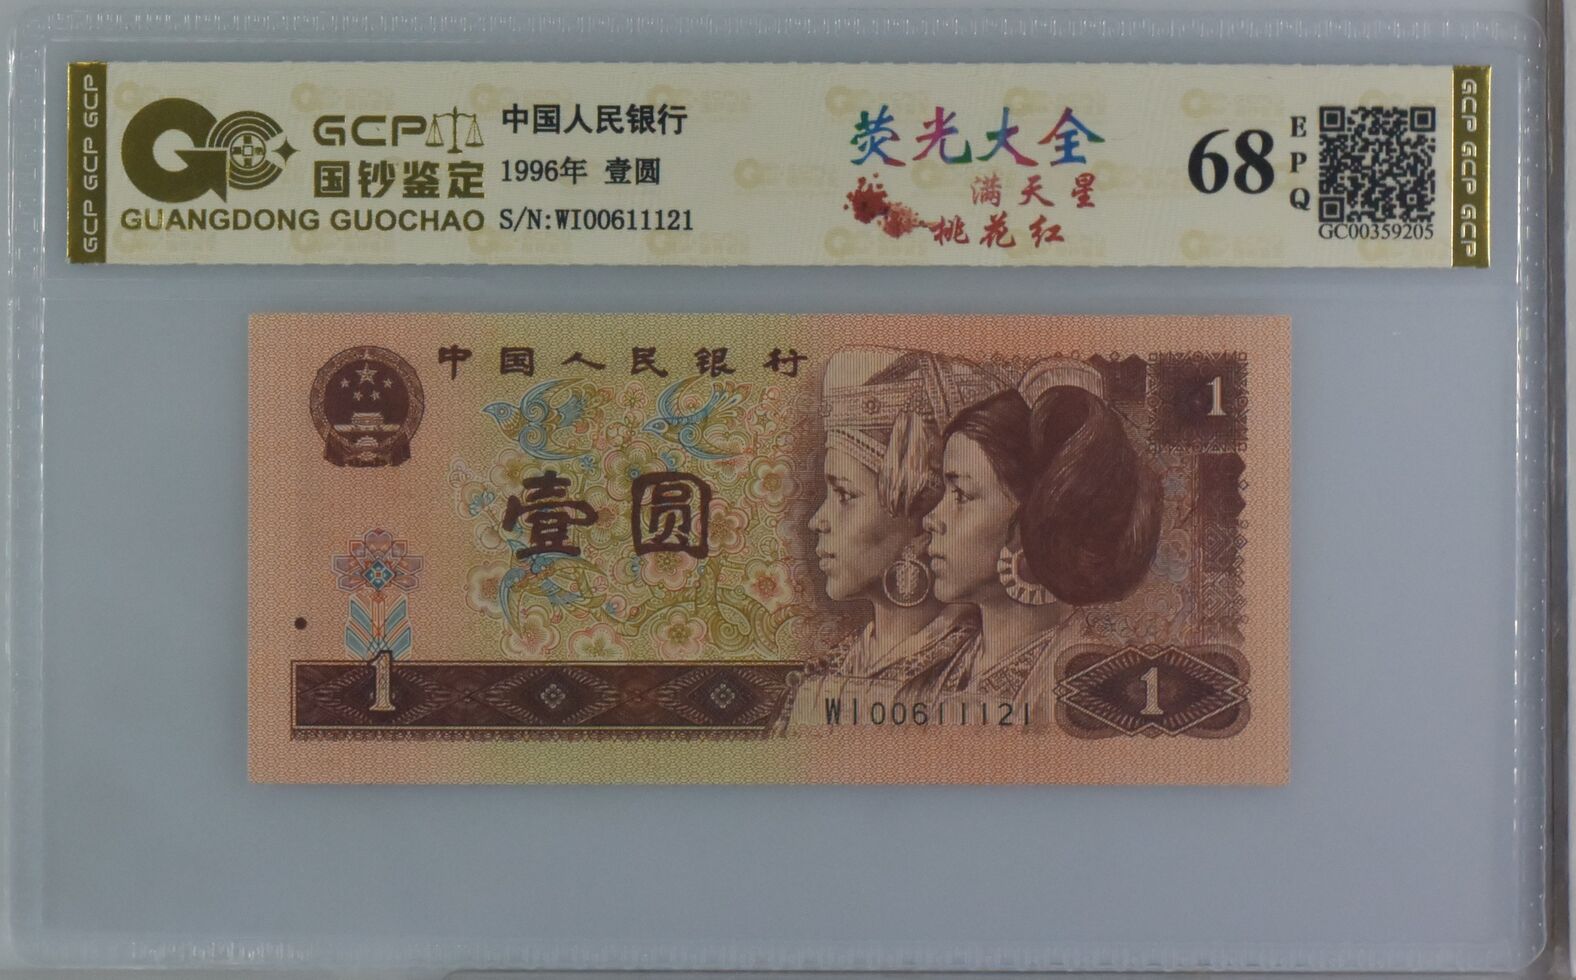 GCP GCP GCP
GCP
国钞鉴定
GUANGDONG GUOCHAO
中国人民银行
1996年 壹圆
S/N:WI00611121
荧光大全
满天星
桃花红
68
EPQ
GC00359205
GCP GCP GCP
中国人民银行
1
壹圆
1
WI00611121
1